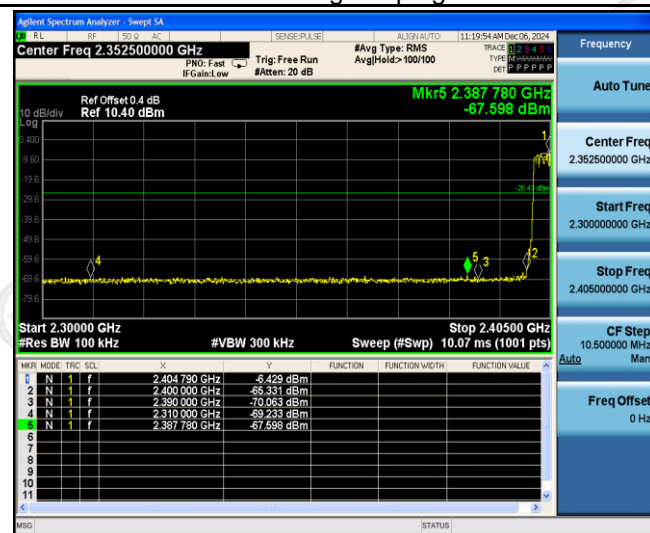 Agilent Spectrum Analyzer - Swept SA
RL RF 50 Ω AC SENSE:PULSE ALIGN AUTO 11:19:54 AM Dec 06, 2024
Center Freq 2.352500000 GHz #Avg Type: RMS TRACE 1 2 3 4 5 6
PNO: Fast Trig: Free Run Avg|Hold:>100/100 TYPE M
IFGain:Low #Atten: 20 dB DET P P P P P P
Mkr5 2.387 780 GHz
Ref Offset 0.4 dB
10 dB/div Ref 10.40 dBm -67.598 dBm
Log
0.400
-9.60
-19.6
-29.6
-39.6
-49.6
-59.6
-69.6
-79.6
1
-26.43 dBm
4
5
3
2
Start 2.30000 GHz Stop 2.40500 GHz
#Res BW 100 kHz #VBW 300 kHz Sweep (#Swp) 10.07 ms (1001 pts)
MKR MODE TRC SCL X Y FUNCTION FUNCTION WIDTH FUNCTION VALUE
1 N 1 f 2.404 790 GHz -6.429 dBm
2 N 1 f 2.400 000 GHz -65.331 dBm
3 N 1 f 2.390 000 GHz -70.063 dBm
4 N 1 f 2.310 000 GHz -69.233 dBm
5 N 1 f 2.387 780 GHz -67.598 dBm
6
7
8
9
10
11
MSG STATUS
Frequency
Auto Tune
Center Freq
2.352500000 GHz
Start Freq
2.300000000 GHz
Stop Freq
2.405000000 GHz
CF Step
10.500000 MHz
Auto Man
Freq Offset
0 Hz